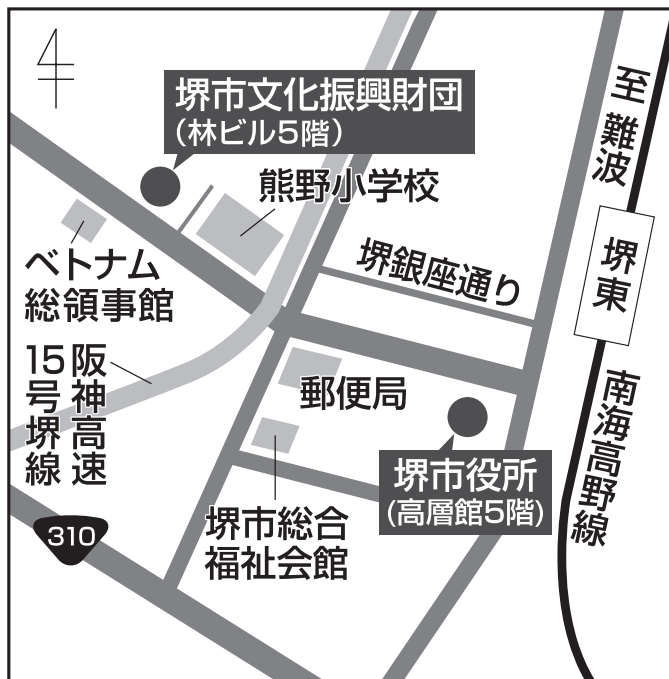 堺市文化振興財団
（林ビル5階）
熊野小学校
至 難波
堺東
南海高野線
堺銀座通り
ベトナム
総領事館
阪神高速
15号堺線
郵便局
堺市役所
（高層館5階）
堺市総合
福祉会館
310